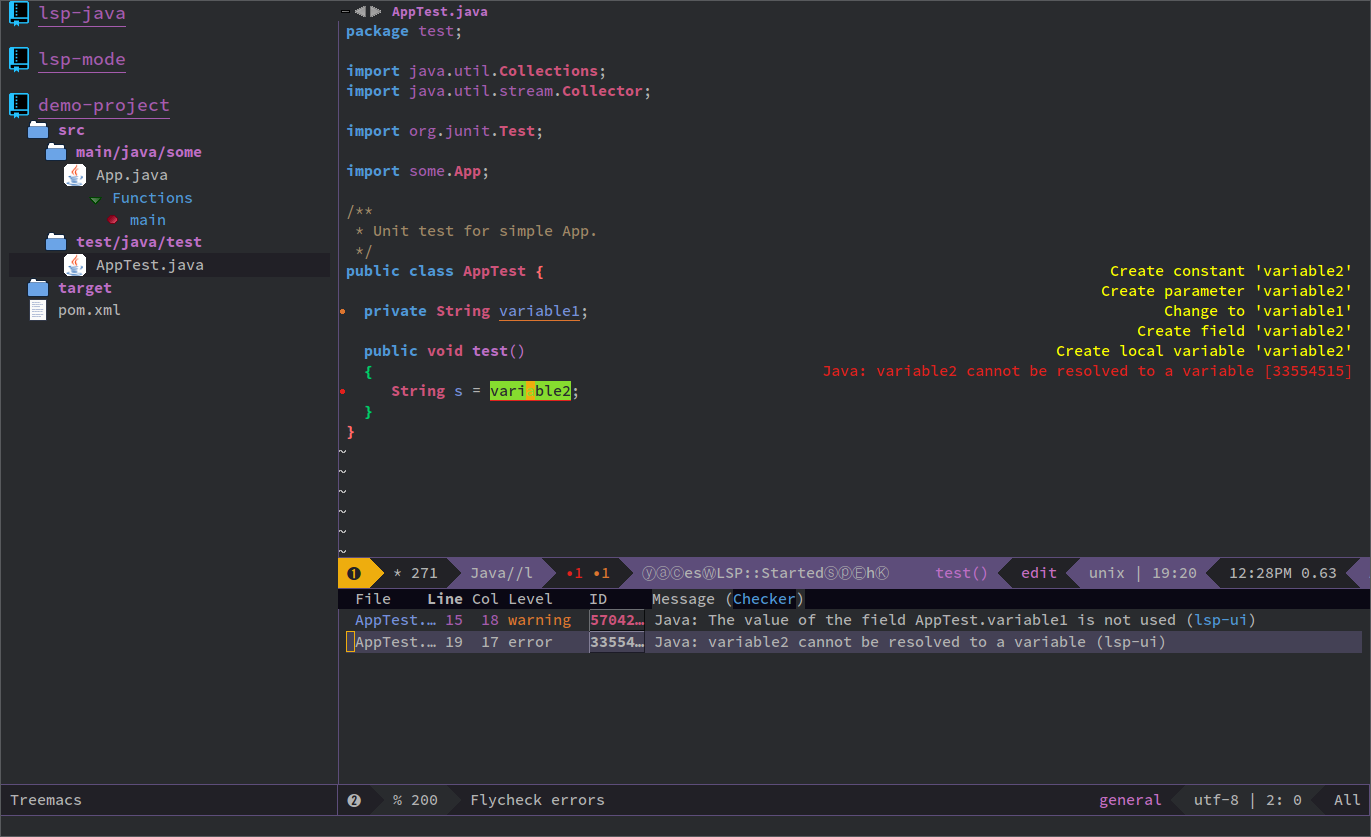 lsp-java
lsp-mode
demo-project
src
main/java/some
App.java
Functions
main
test/java/test
AppTest.java
target
pom.xml
AppTest.java
package test;
import java.util.Collections;
import java.util.stream.Collector;
import org.junit.Test;
import some.App;
/**
* Unit test for simple App.
*/
public class AppTest {
Create constant 'variable2'
Create parameter 'variable2'
private String variable1;
Change to 'variable1'
Create field 'variable2'
public void test()
Create local variable 'variable2'
{
Java: variable2 cannot be resolved to a variable [33554515]
String s = variable2;
}
}
~
~
~
~
~
~
❶ * 271 Java//l •1 •1 ⓨⓐⒸesⓌLSP::StartedⓢⓟⒺhⓀ test() edit unix | 19:20 12:28PM 0.63
File Line Col Level ID Message (Checker)
AppTest.… 15 18 warning 57042… Java: The value of the field AppTest.variable1 is not used (lsp-ui)
AppTest.… 19 17 error 33554… Java: variable2 cannot be resolved to a variable (lsp-ui)
Treemacs
❷ % 200 Flycheck errors general utf-8 | 2: 0 All